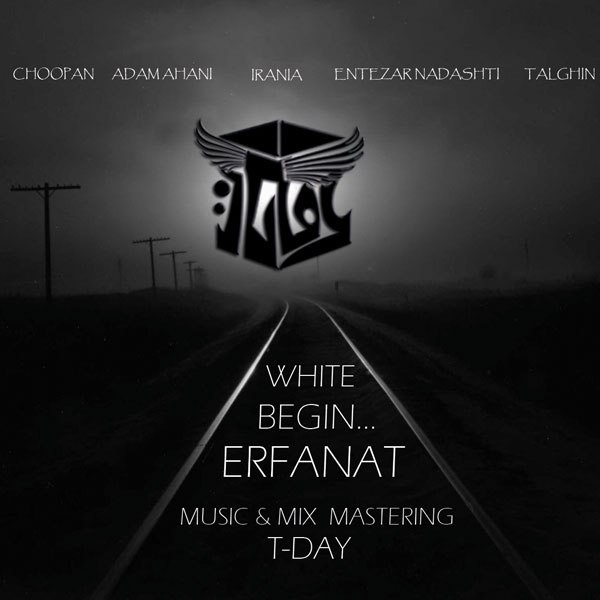 CHOOPAN ADAM AHANI IRANIA ENTEZAR NADASHTI TALGHIN
WHITE
BEGIN...
ERFANAT
MUSIC & MIX MASTERING
T-DAY